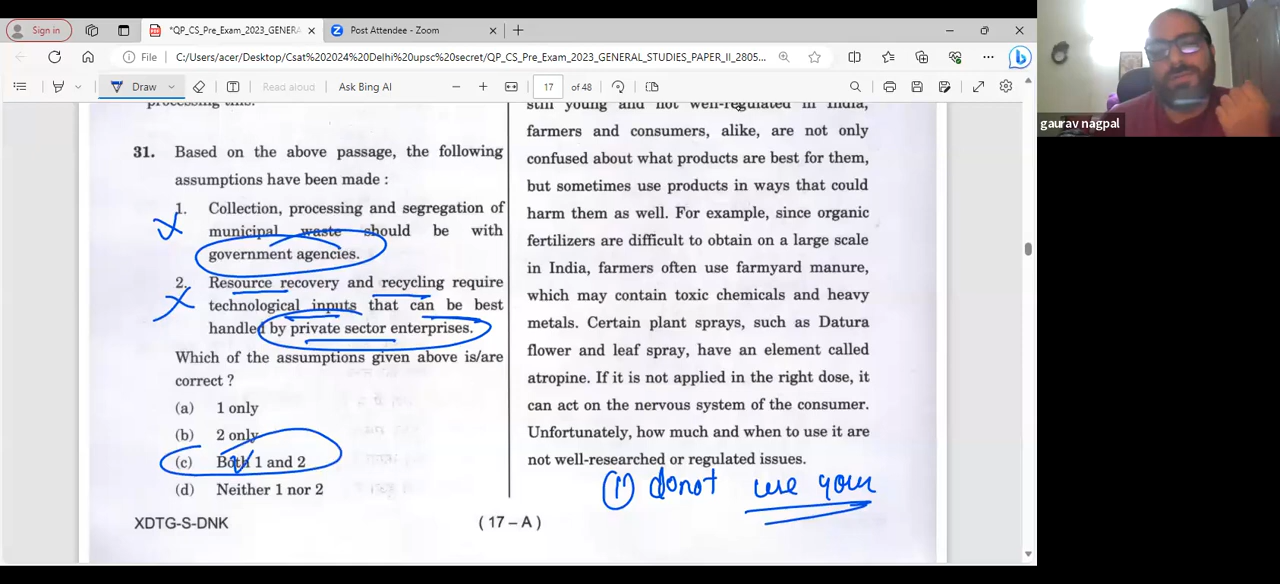 Sign in
*QP_CS_Pre_Exam_2023_GENERA
Post Attendee - Zoom
File
C:/Users/acer/Desktop/Csat%202024%20Delhi%20upsc%20secret/QP_CS_Pre_Exam_2023_GENERAL_STUDIES_PAPER_II_2805...
Draw
Read aloud
Ask Bing AI
17
of 48
gaurav nagpal
31. Based on the above passage, the following
assumptions have been made :
1. Collection, processing and segregation of
municipal waste should be with
government agencies.
2. Resource recovery and recycling require
technological inputs that can be best
handled by private sector enterprises.
Which of the assumptions given above is/are
correct ?
(a) 1 only
(b) 2 only
(c) Both 1 and 2
(d) Neither 1 nor 2
XDTG-S-DNK
( 17 – A )
still young and not well-regulated in India,
farmers and consumers, alike, are not only
confused about what products are best for them,
but sometimes use products in ways that could
harm them as well. For example, since organic
fertilizers are difficult to obtain on a large scale
in India, farmers often use farmyard manure,
which may contain toxic chemicals and heavy
metals. Certain plant sprays, such as Datura
flower and leaf spray, have an element called
atropine. If it is not applied in the right dose, it
can act on the nervous system of the consumer.
Unfortunately, how much and when to use it are
not well-researched or regulated issues.
① donot use your